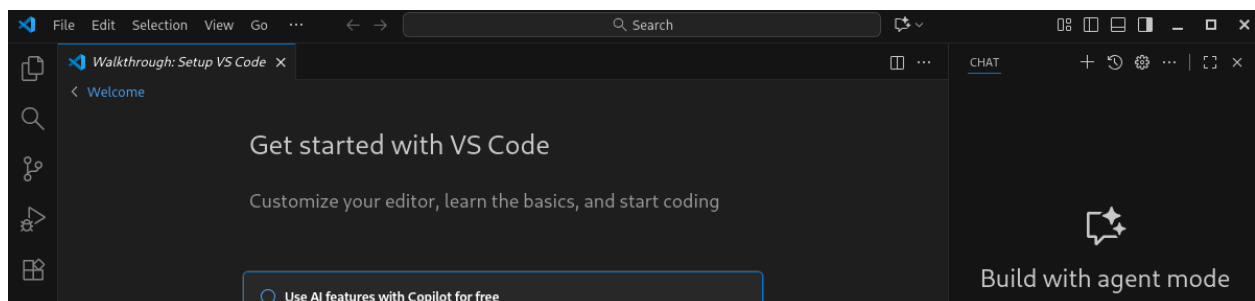 File Edit Selection View Go ··· Search
Walkthrough: Setup VS Code
CHAT
Welcome
Get started with VS Code
Customize your editor, learn the basics, and start coding
Use AI features with Copilot for free
Build with agent mode